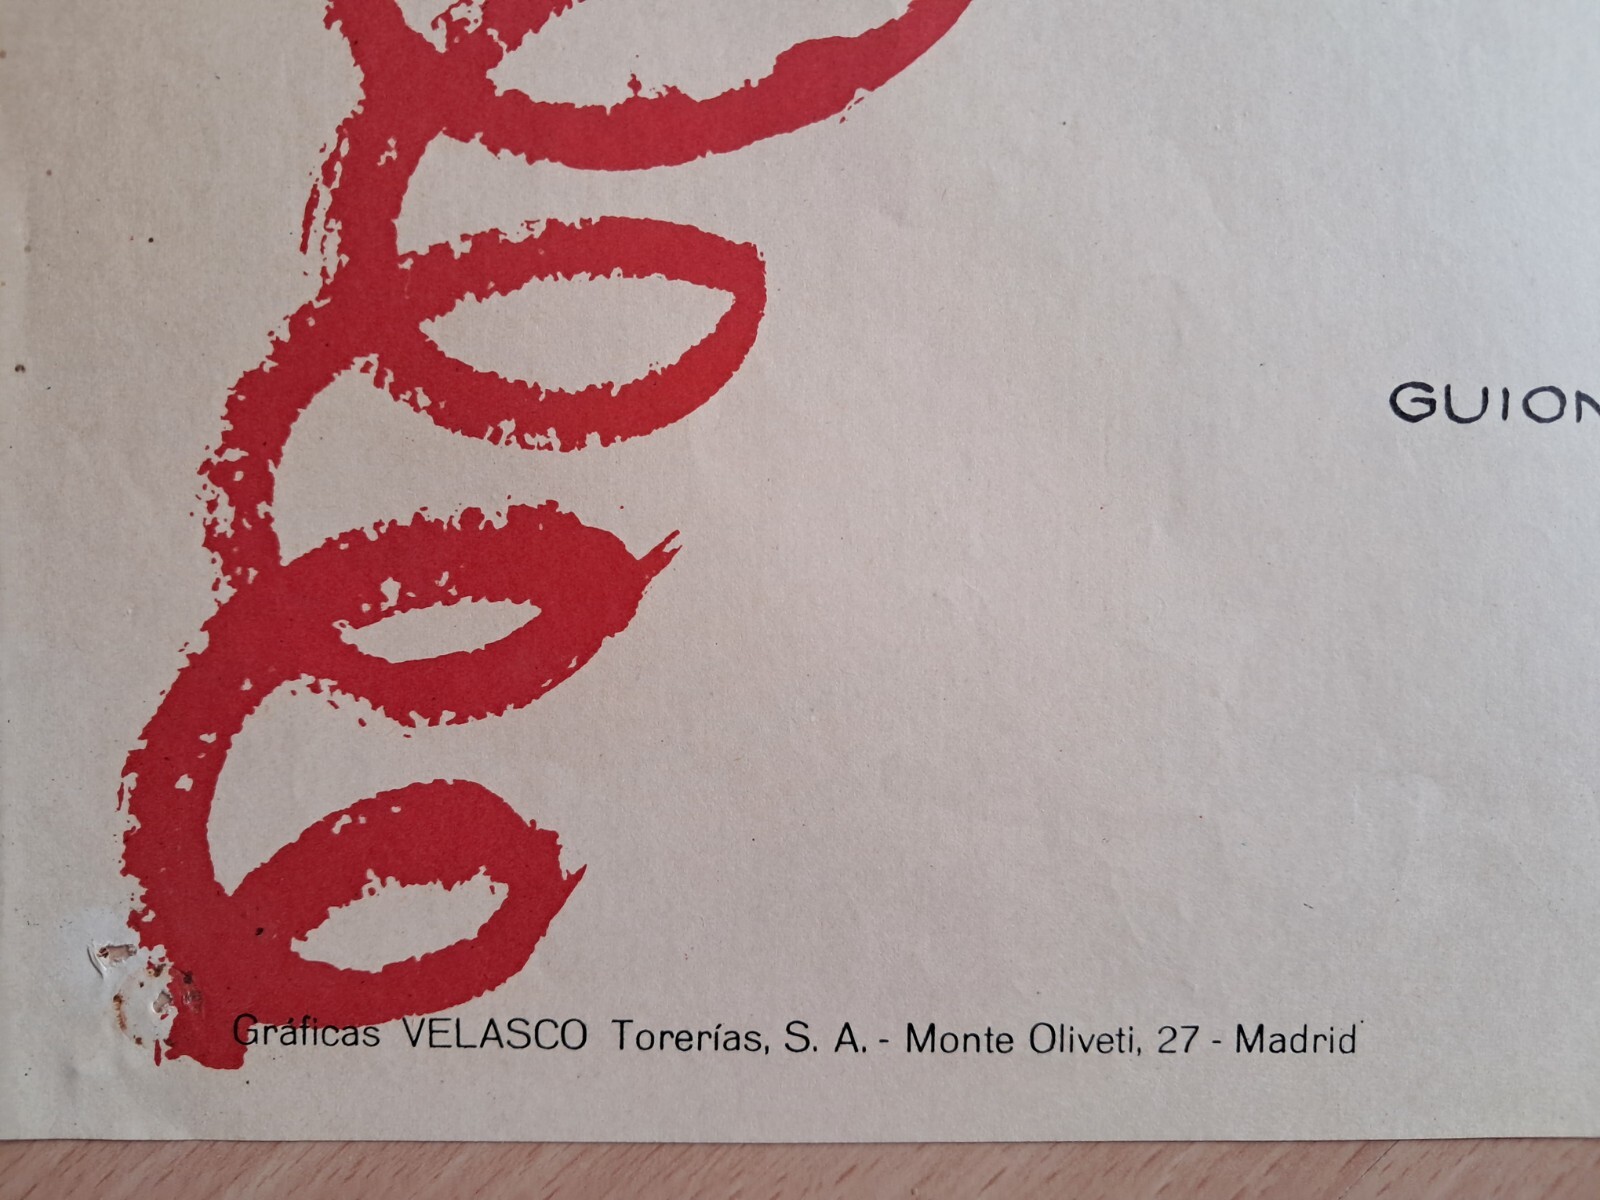 GUION
Gráficas VELASCO Torerías, S. A. - Monte Oliveti, 27 - Madrid